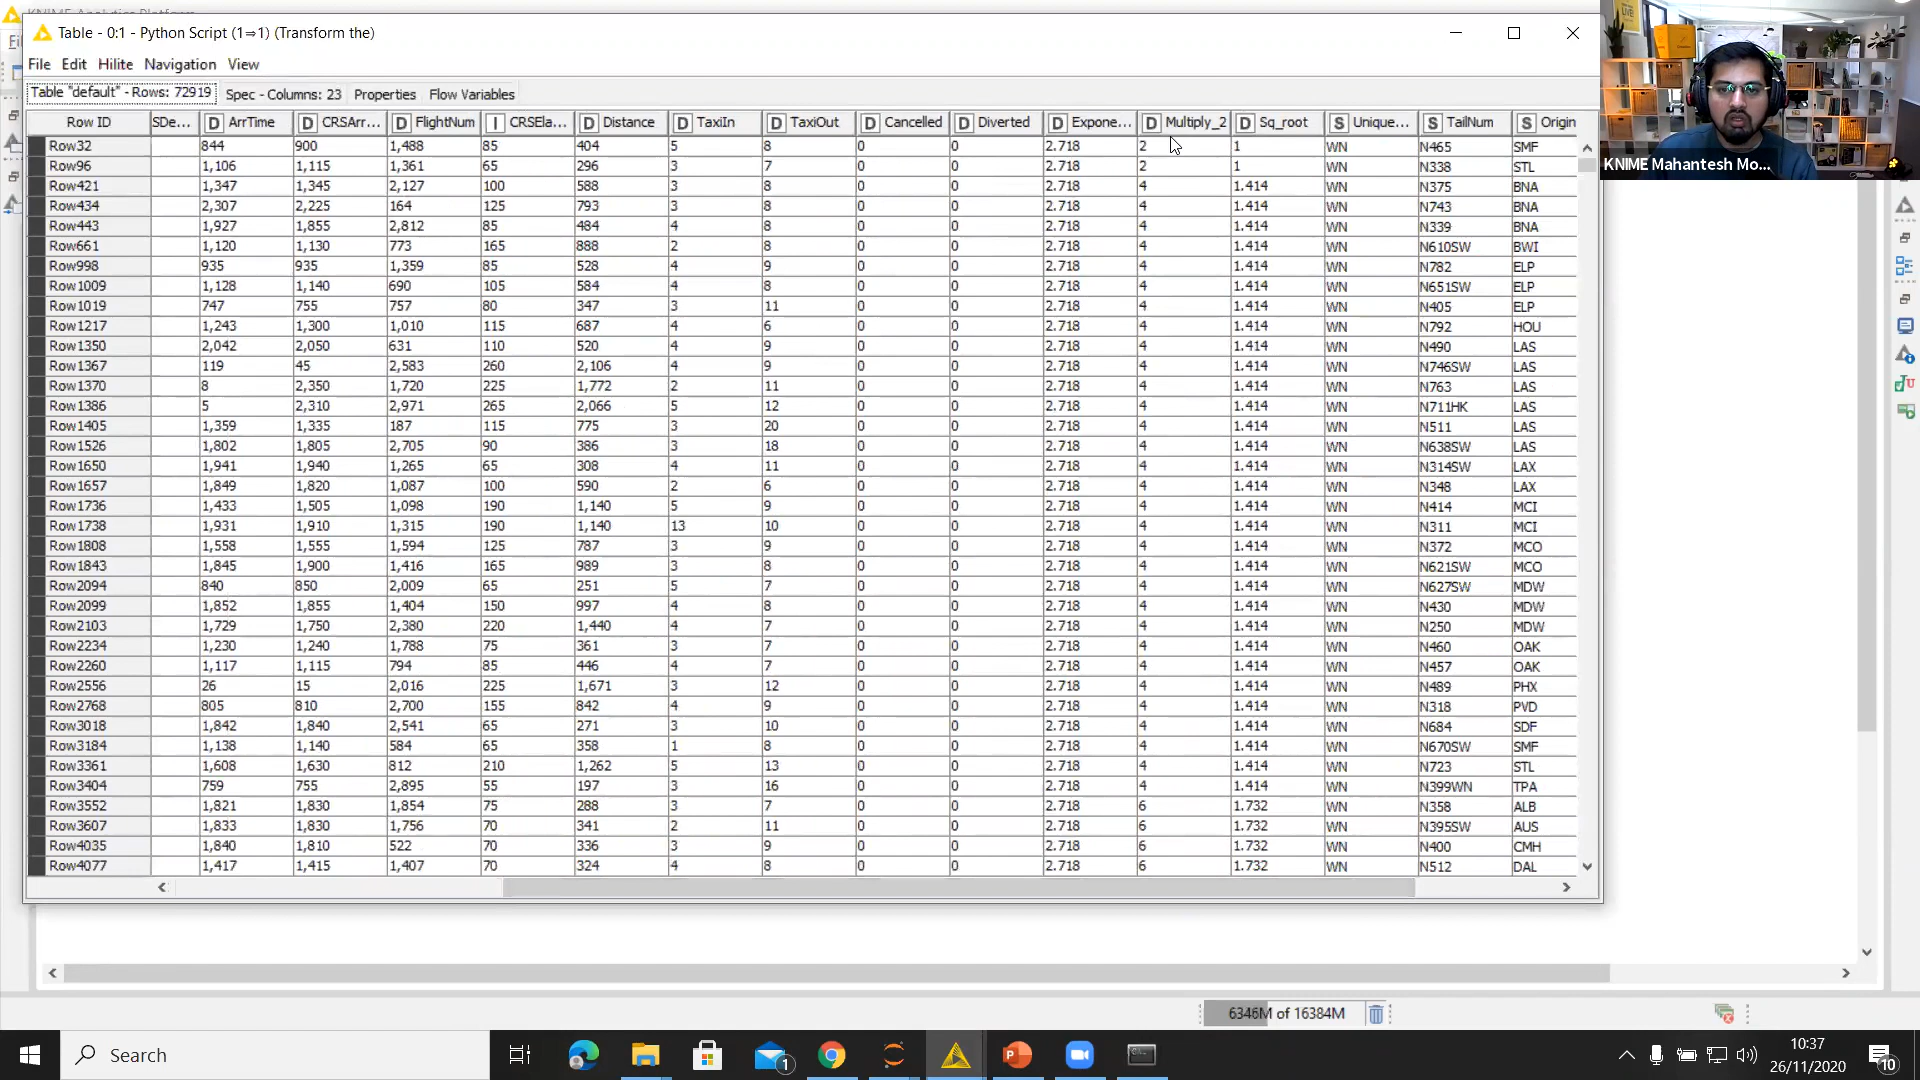 Table - 0:1 - Python Script (1⇒1) (Transform the)
File Edit Hilite Navigation View
Table "default" - Rows: 72919 Spec - Columns: 23 Properties Flow Variables
Row ID SDe... D ArrTime D CRSArr... D FlightNum I CRSEla... D Distance D TaxiIn D TaxiOut D Cancelled D Diverted D Expone... D Multiply_2 D Sq_root S Unique... S TailNum S Origin
Row32 844 900 1,488 85 404 5 8 0 0 2.718 2 1 WN N465 SMF
Row96 1,106 1,115 1,361 65 296 3 7 0 0 2.718 2 1 WN N338 STL
Row421 1,347 1,345 2,127 100 588 3 8 0 0 2.718 4 1.414 WN N375 BNA
Row434 2,307 2,225 164 125 793 3 8 0 0 2.718 4 1.414 WN N743 BNA
Row443 1,927 1,855 2,812 85 484 4 8 0 0 2.718 4 1.414 WN N339 BNA
Row661 1,120 1,130 773 165 888 2 8 0 0 2.718 4 1.414 WN N610SW BWI
Row998 935 935 1,359 85 528 4 9 0 0 2.718 4 1.414 WN N782 ELP
Row1009 1,128 1,140 690 105 584 4 8 0 0 2.718 4 1.414 WN N651SW ELP
Row1019 747 755 757 80 347 3 11 0 0 2.718 4 1.414 WN N405 ELP
Row1217 1,243 1,300 1,010 115 687 4 6 0 0 2.718 4 1.414 WN N792 HOU
Row1350 2,042 2,050 631 110 520 4 9 0 0 2.718 4 1.414 WN N490 LAS
Row1367 119 45 2,583 260 2,106 4 9 0 0 2.718 4 1.414 WN N746SW LAS
Row1370 8 2,350 1,720 225 1,772 2 11 0 0 2.718 4 1.414 WN N763 LAS
Row1386 5 2,310 2,971 265 2,066 5 12 0 0 2.718 4 1.414 WN N711HK LAS
Row1405 1,359 1,335 187 115 775 3 20 0 0 2.718 4 1.414 WN N511 LAS
Row1526 1,802 1,805 2,705 90 386 3 18 0 0 2.718 4 1.414 WN N638SW LAS
Row1650 1,941 1,940 1,265 65 308 4 11 0 0 2.718 4 1.414 WN N314SW LAX
Row1657 1,849 1,820 1,087 100 590 2 6 0 0 2.718 4 1.414 WN N348 LAX
Row1736 1,433 1,505 1,098 190 1,140 5 9 0 0 2.718 4 1.414 WN N414 MCI
Row1738 1,931 1,910 1,315 190 1,140 13 10 0 0 2.718 4 1.414 WN N311 MCI
Row1808 1,558 1,555 1,594 125 787 3 9 0 0 2.718 4 1.414 WN N372 MCO
Row1843 1,845 1,900 1,416 165 989 3 8 0 0 2.718 4 1.414 WN N621SW MCO
Row2094 840 850 2,009 65 251 5 7 0 0 2.718 4 1.414 WN N627SW MDW
Row2099 1,852 1,855 1,404 150 997 4 8 0 0 2.718 4 1.414 WN N430 MDW
Row2103 1,729 1,750 2,380 220 1,440 4 7 0 0 2.718 4 1.414 WN N250 MDW
Row2234 1,230 1,240 1,788 75 361 3 7 0 0 2.718 4 1.414 WN N460 OAK
Row2260 1,117 1,115 794 85 446 4 7 0 0 2.718 4 1.414 WN N457 OAK
Row2556 26 15 2,016 225 1,671 3 12 0 0 2.718 4 1.414 WN N489 PHX
Row2768 805 810 2,700 155 842 4 9 0 0 2.718 4 1.414 WN N318 PVD
Row3018 1,842 1,840 2,541 65 271 3 10 0 0 2.718 4 1.414 WN N684 SDF
Row3184 1,138 1,140 584 65 358 1 8 0 0 2.718 4 1.414 WN N670SW SMF
Row3361 1,608 1,630 812 210 1,262 5 13 0 0 2.718 4 1.414 WN N723 STL
Row3404 759 755 2,895 55 197 3 16 0 0 2.718 4 1.414 WN N399WN TPA
Row3552 1,821 1,830 1,854 75 288 3 7 0 0 2.718 6 1.732 WN N358 ALB
Row3607 1,833 1,830 1,756 70 341 2 11 0 0 2.718 6 1.732 WN N395SW AUS
Row4035 1,840 1,810 522 70 336 3 9 0 0 2.718 6 1.732 WN N400 CMH
Row4077 1,417 1,415 1,407 70 324 4 8 0 0 2.718 6 1.732 WN N512 DAL
KNIME Mahantesh Mo...
6346M of 16384M
Search
1
10:37
26/11/2020
10